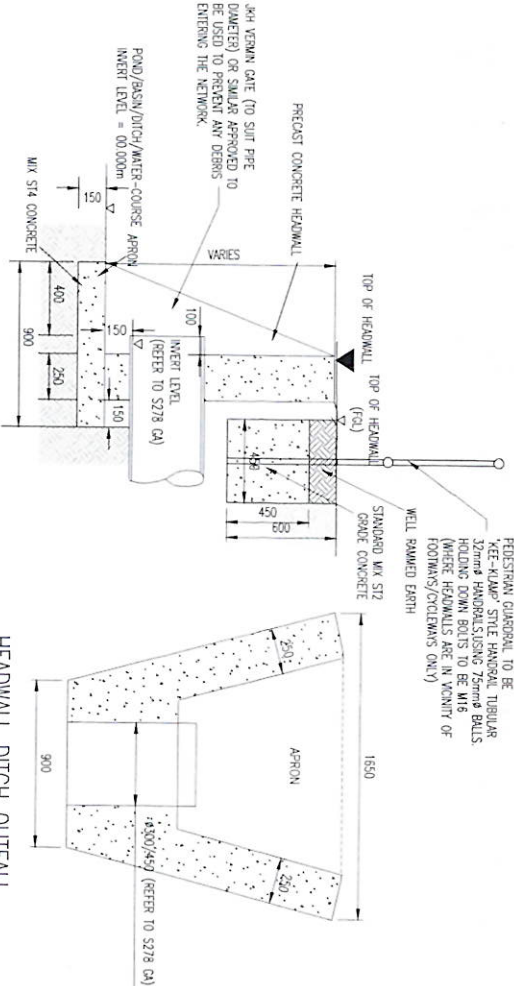 PEDESTRIAN GUARDRAIL TO BE
'KEE-KLAMP' STYLE HANDRAIL TUBULAR
32mmø HANDRAILS,USING 75mmø BALLS.
HOLDING DOWN BOLTS TO BE M16
(WHERE HEADWALLS ARE IN VICINITY OF
FOOTWAYS/CYCLEWAYS ONLY)
WELL RAMMED EARTH
STANDARD MIX ST2
GRADE CONCRETE
TOP OF HEADWALL
TOP OF HEADWALL
(FGL)
450
450
600
VARIES
PRECAST CONCRETE HEADWALL
JKH VERMIN GATE (TO SUIT PIPE
DIAMETER) OR SIMILAR APPROVED TO
BE USED TO PREVENT ANY DEBRIS
ENTERING THE NETWORK.
100
INVERT LEVEL
(REFER TO S278 GA)
POND/BASIN/DITCH/WATER-COURSE APRON
INVERT LEVEL = 00.000m
150
150
MIX ST4 CONCRETE
400
250
150
900
1650
250
250
APRON
ø300/450 (REFER TO S278 GA)
900
HEADWALL DITCH OUTFALL